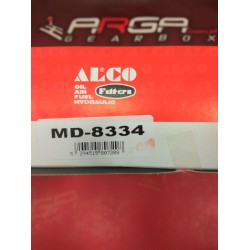 ARGA
GEARBOX
ALCO
OIL
AIR
FUEL
HYDRAULIC
Filters
MD-8334